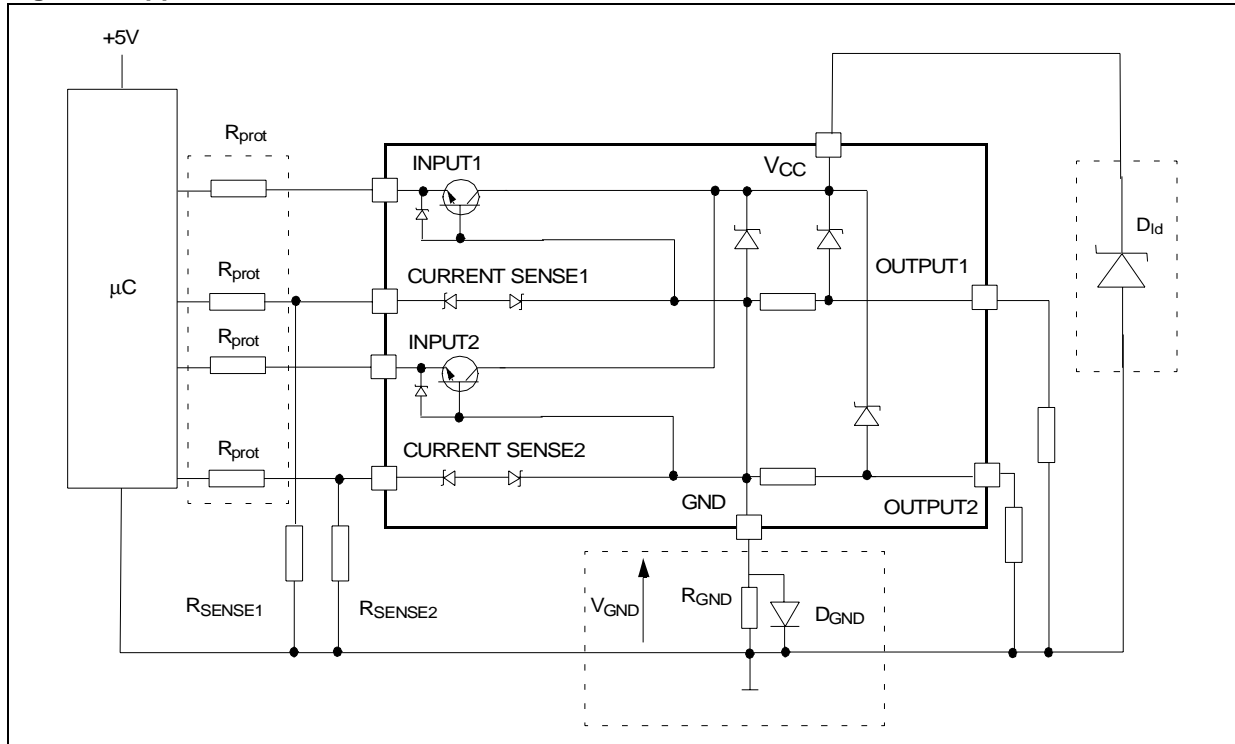 +5V
Rprot
INPUT1
VCC
Dld
Rprot
CURRENT SENSE1
OUTPUT1
μC
Rprot
INPUT2
Rprot
CURRENT SENSE2
GND
OUTPUT2
RSENSE1
RSENSE2
VGND
RGND
DGND